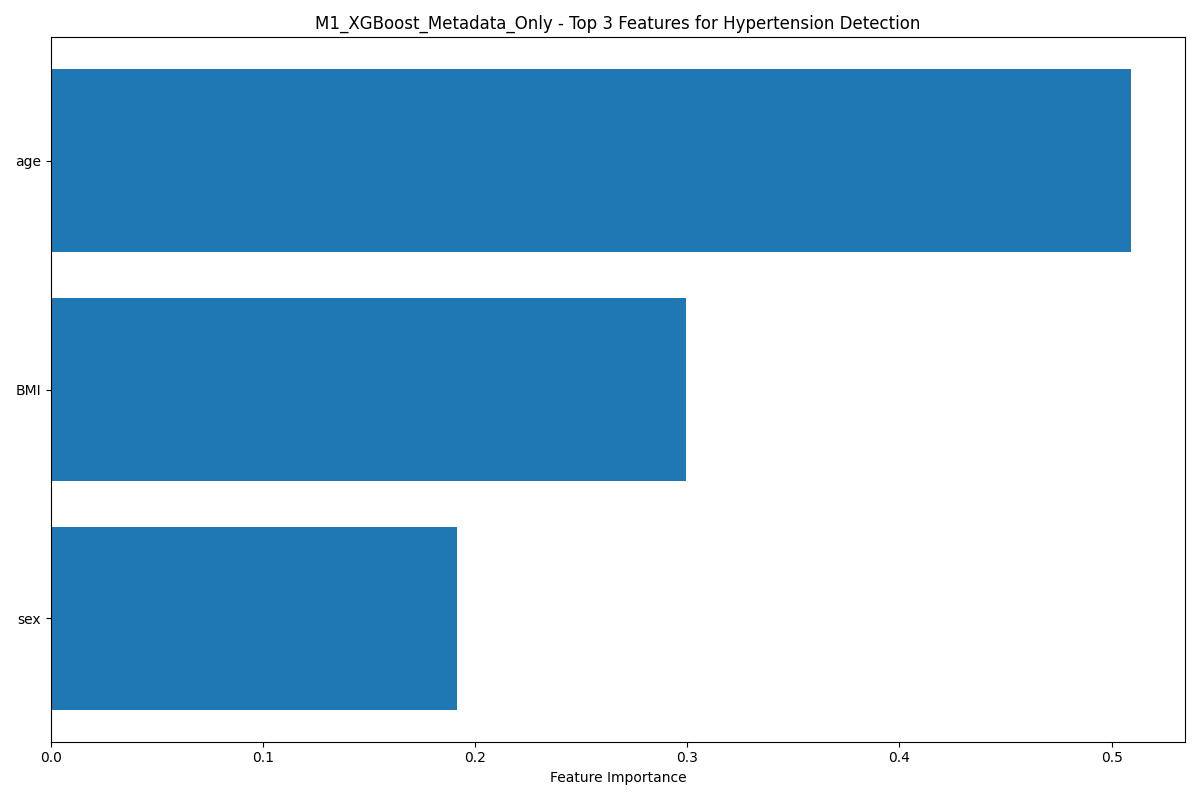 M1_XGBoost_Metadata_Only - Top 3 Features for Hypertension Detection
age
BMI
sex
0.0 0.1 0.2 0.3 0.4 0.5
Feature Importance